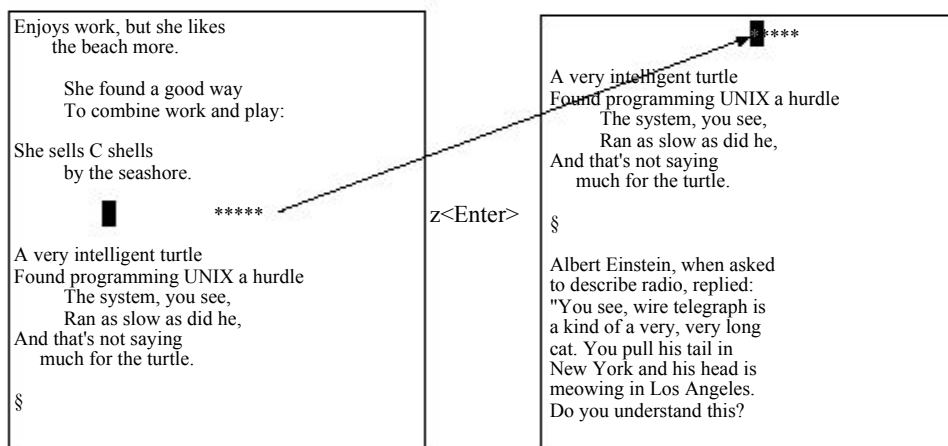 Enjoys work, but she likes
the beach more.
She found a good way
To combine work and play:
She sells C shells
by the seashore.
*****
A very intelligent turtle
Found programming UNIX a hurdle
The system, you see,
Ran as slow as did he,
And that's not saying
much for the turtle.
§
z<Enter>
*****
A very intelligent turtle
Found programming UNIX a hurdle
The system, you see,
Ran as slow as did he,
And that's not saying
much for the turtle.
§
Albert Einstein, when asked
to describe radio, replied:
"You see, wire telegraph is
a kind of a very, very long
cat. You pull his tail in
New York and his head is
meowing in Los Angeles.
Do you understand this?